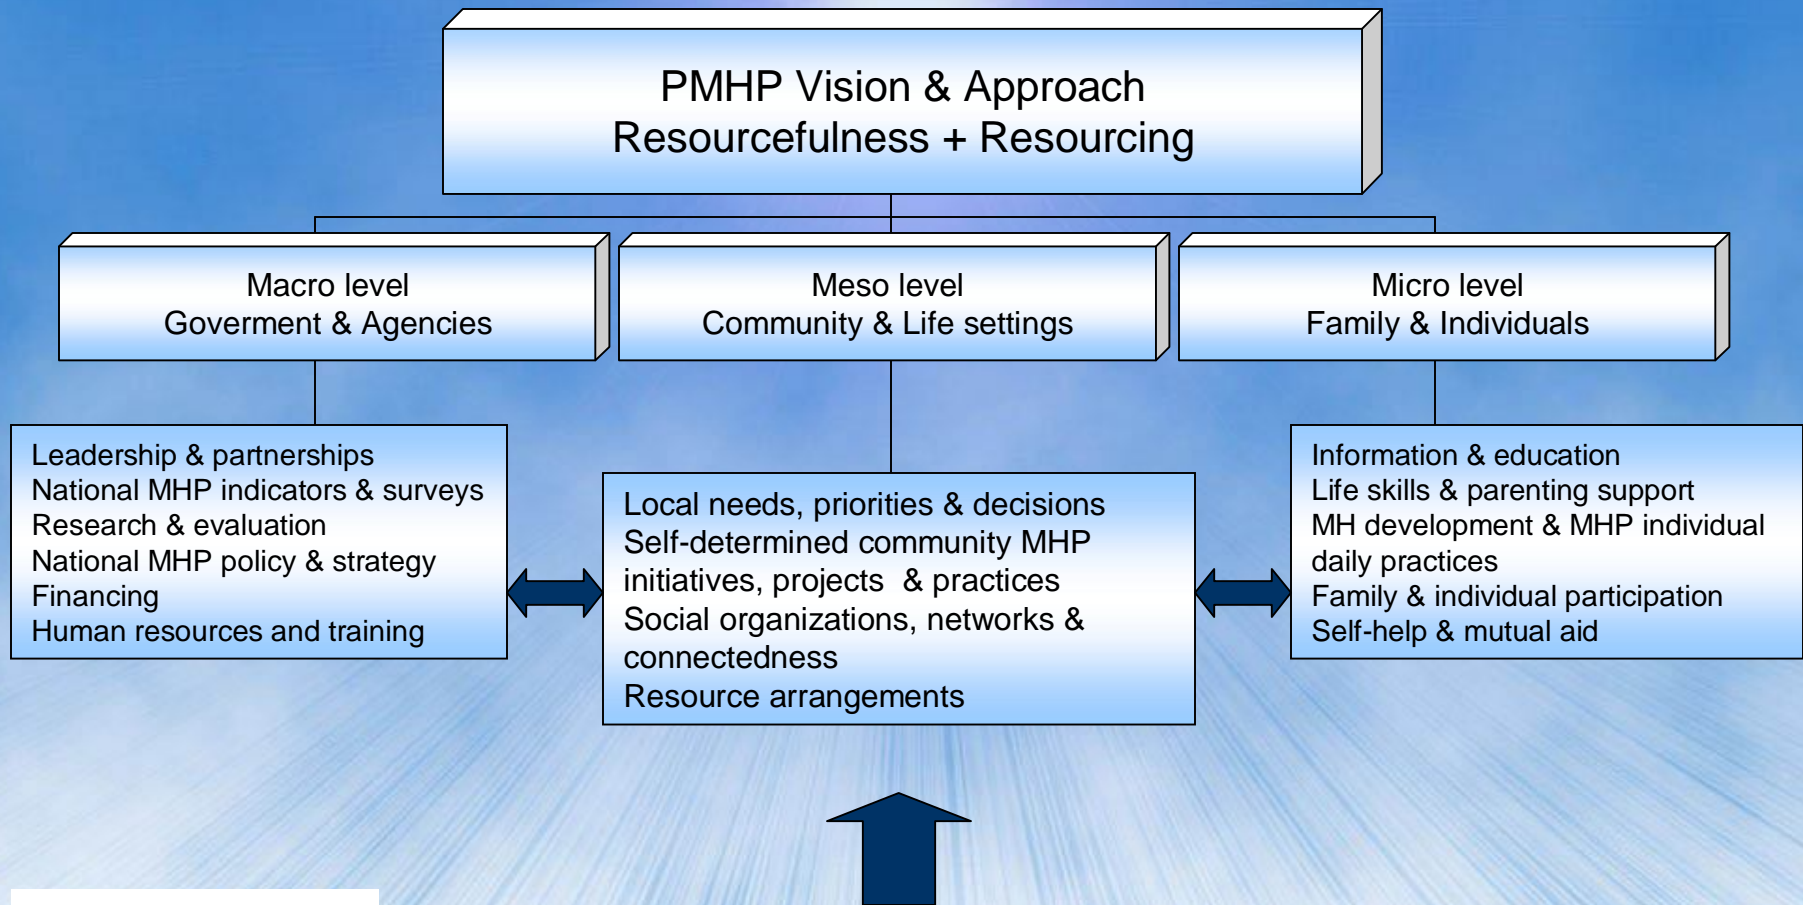 PMHP Vision & Approach
Resourcefulness + Resourcing
Macro level
Goverment & Agencies
Meso level
Community & Life settings
Micro level
Family & Individuals
Leadership & partnerships
National MHP indicators & surveys
Research & evaluation
National MHP policy & strategy
Financing
Human resources and training
Local needs, priorities & decisions
Self-determined community MHP
initiatives, projects & practices
Social organizations, networks &
connectedness
Resource arrangements
Information & education
Life skills & parenting support
MH development & MHP individual
daily practices
Family & individual participation
Self-help & mutual aid